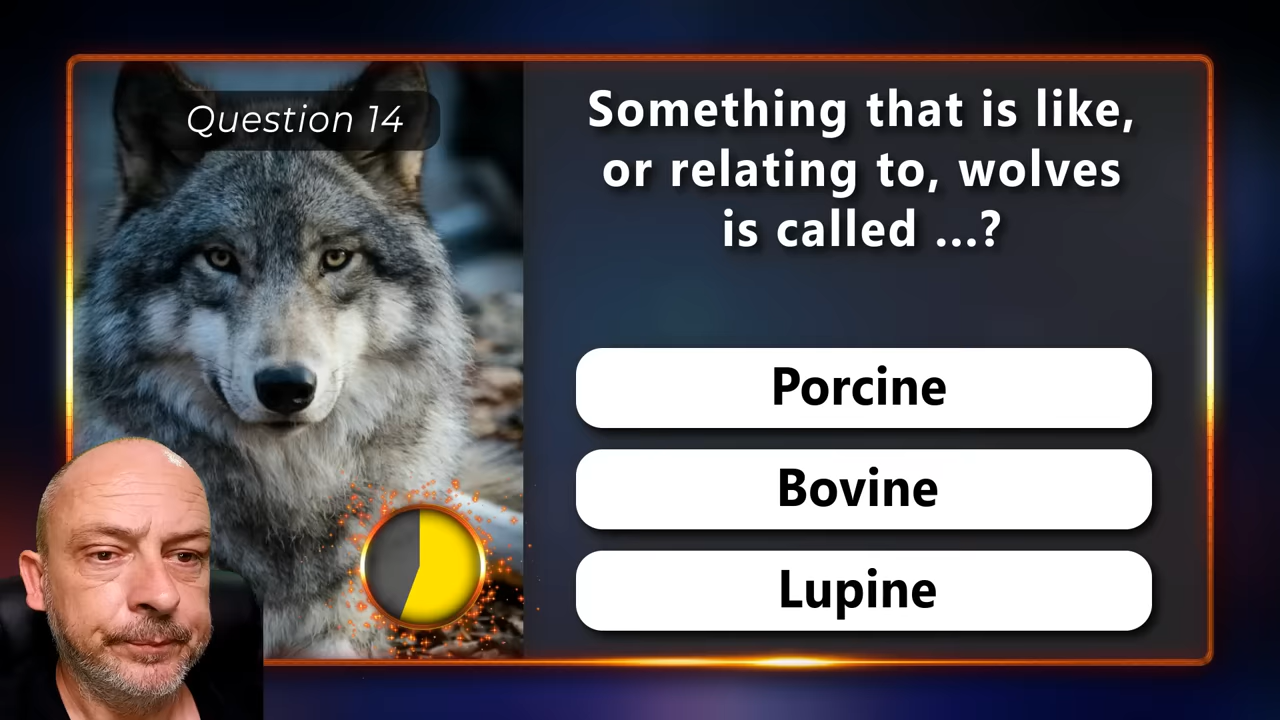 Question 14
Something that is like,
or relating to, wolves
is called ...?
Porcine
Bovine
Lupine